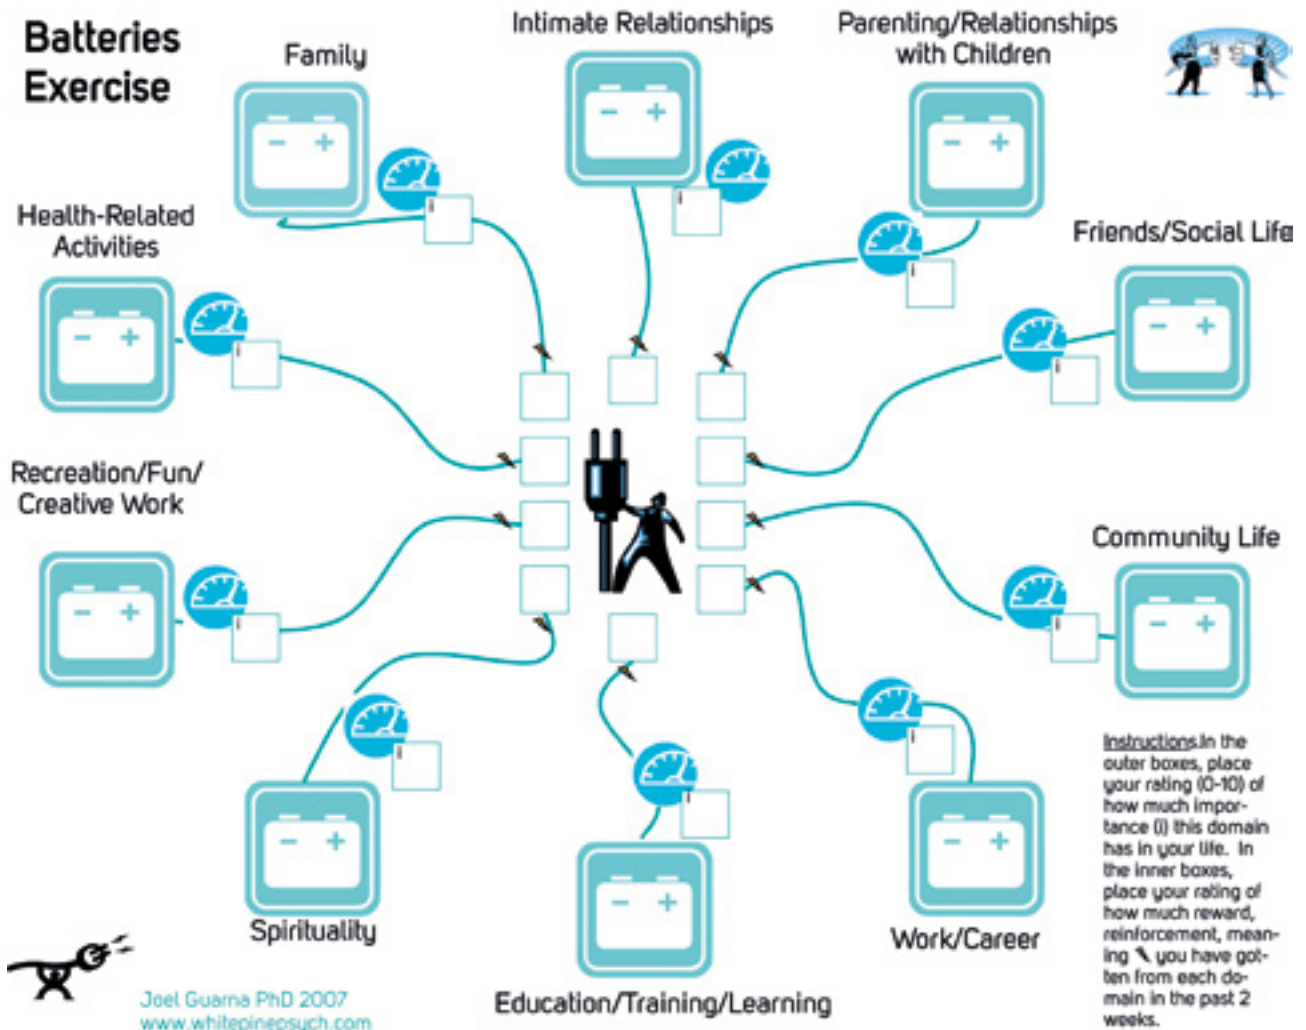 Batteries
Exercise
Family
Intimate Relationships
Parenting/Relationships
with Children
Health-Related
Activities
Friends/Social Life
Recreation/Fun/
Creative Work
Community Life
Spirituality
Education/Training/Learning
Work/Career
i
i
i
i
i
i
i
i
i
i
Instructions.In the
outer boxes, place
your rating (0-10) of
how much impor-
tance (i) this domain
has in your life. In
the inner boxes,
place your rating of
how much reward,
reinforcement, mean-
ing you have got-
ten from each do-
main in the past 2
weeks.
Joel Guarna PhD 2007
www.whitepinepsych.com